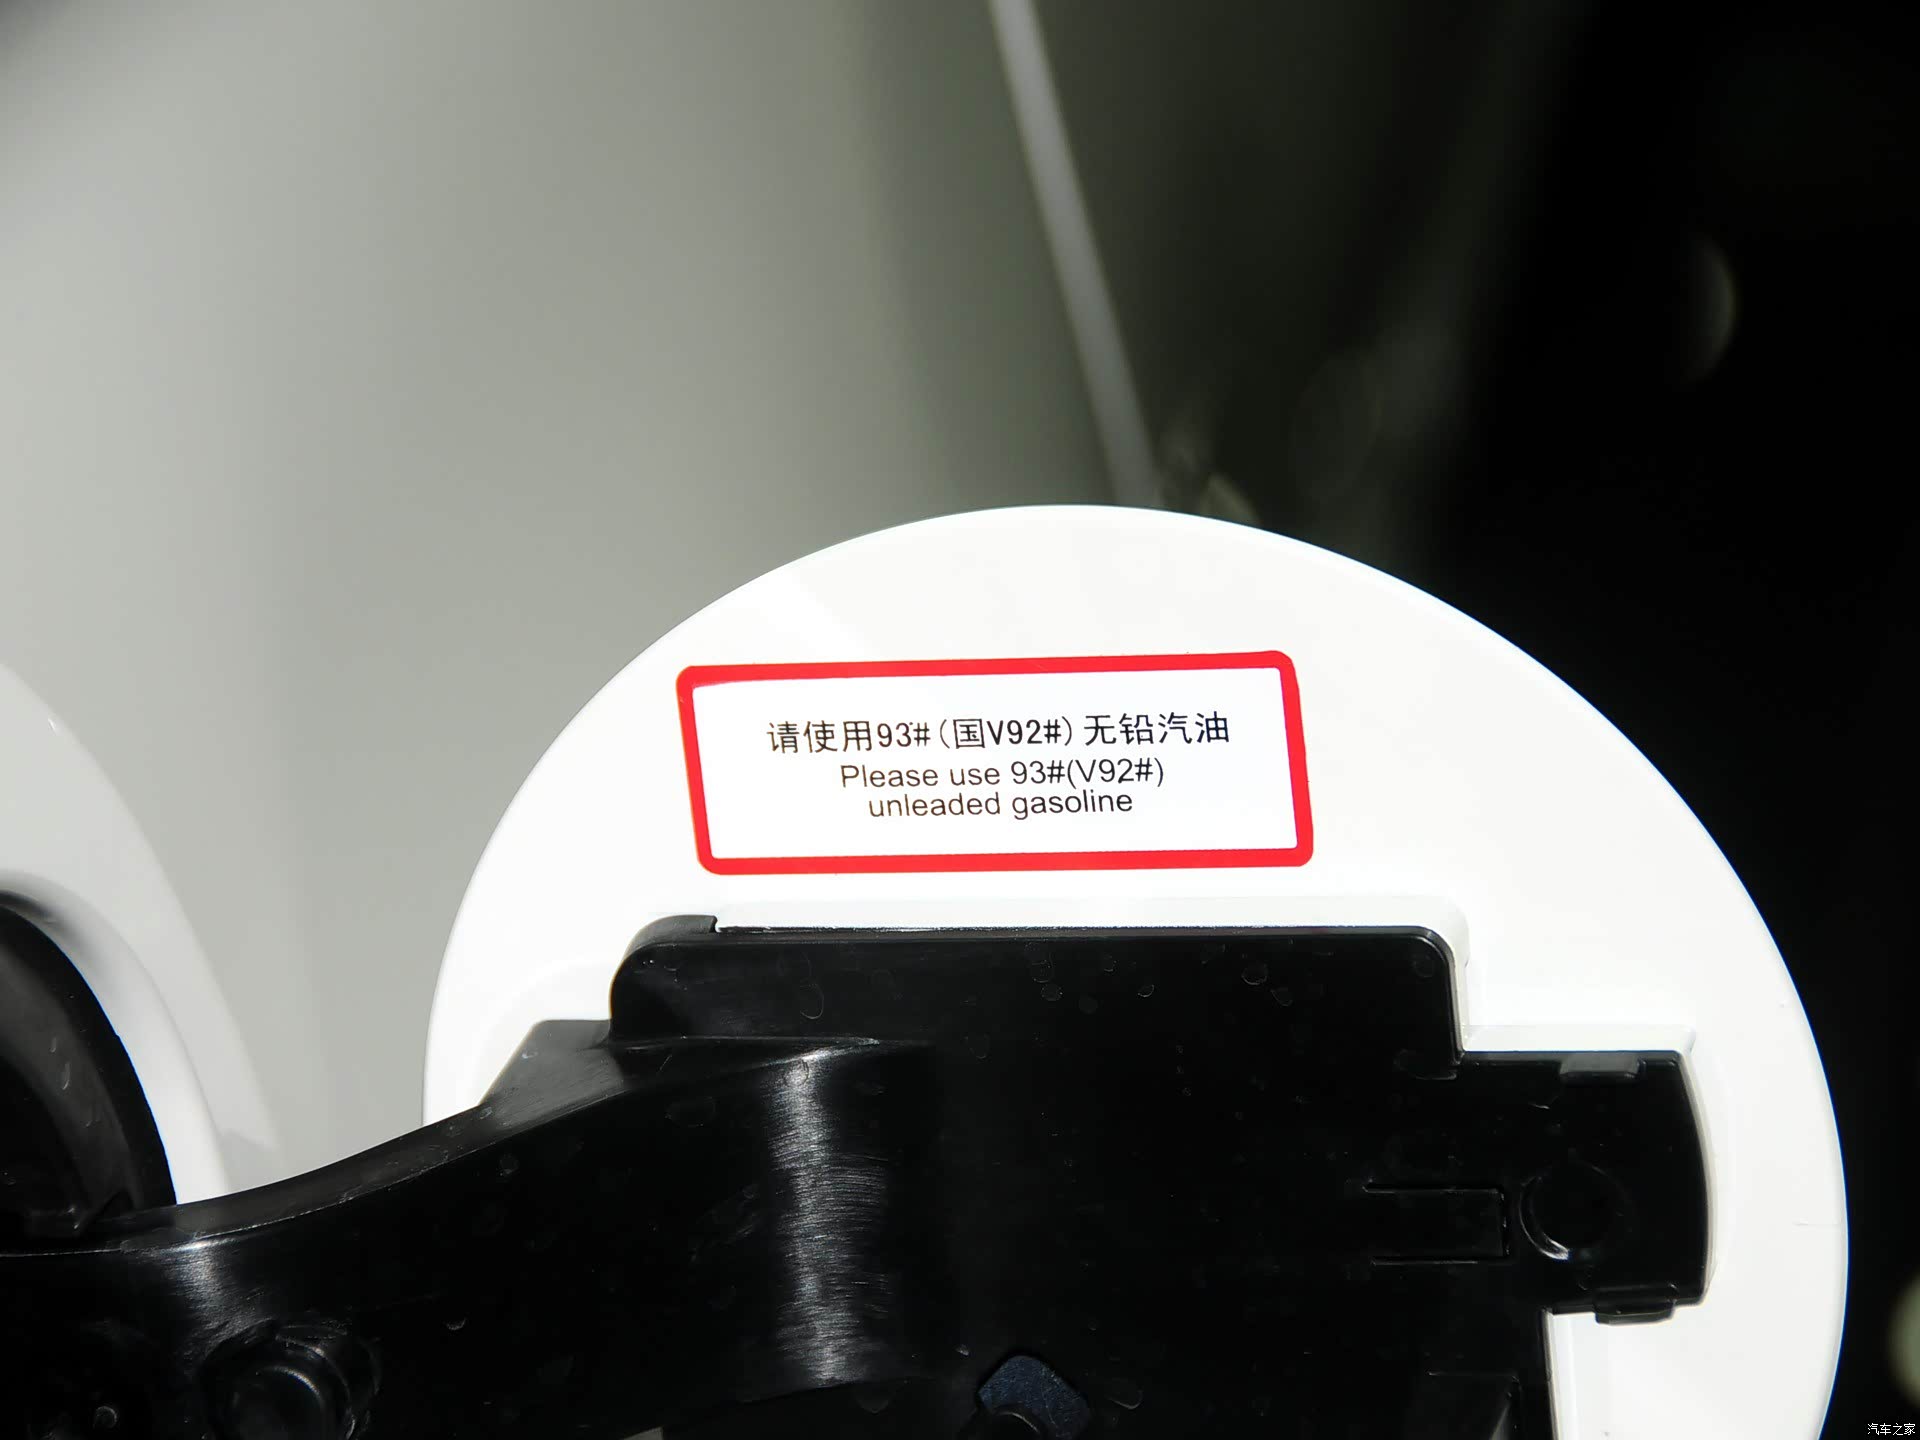 请使用93#(国V92#)无铅汽油
Please use 93#(V92#)
unleaded gasoline
汽车之家